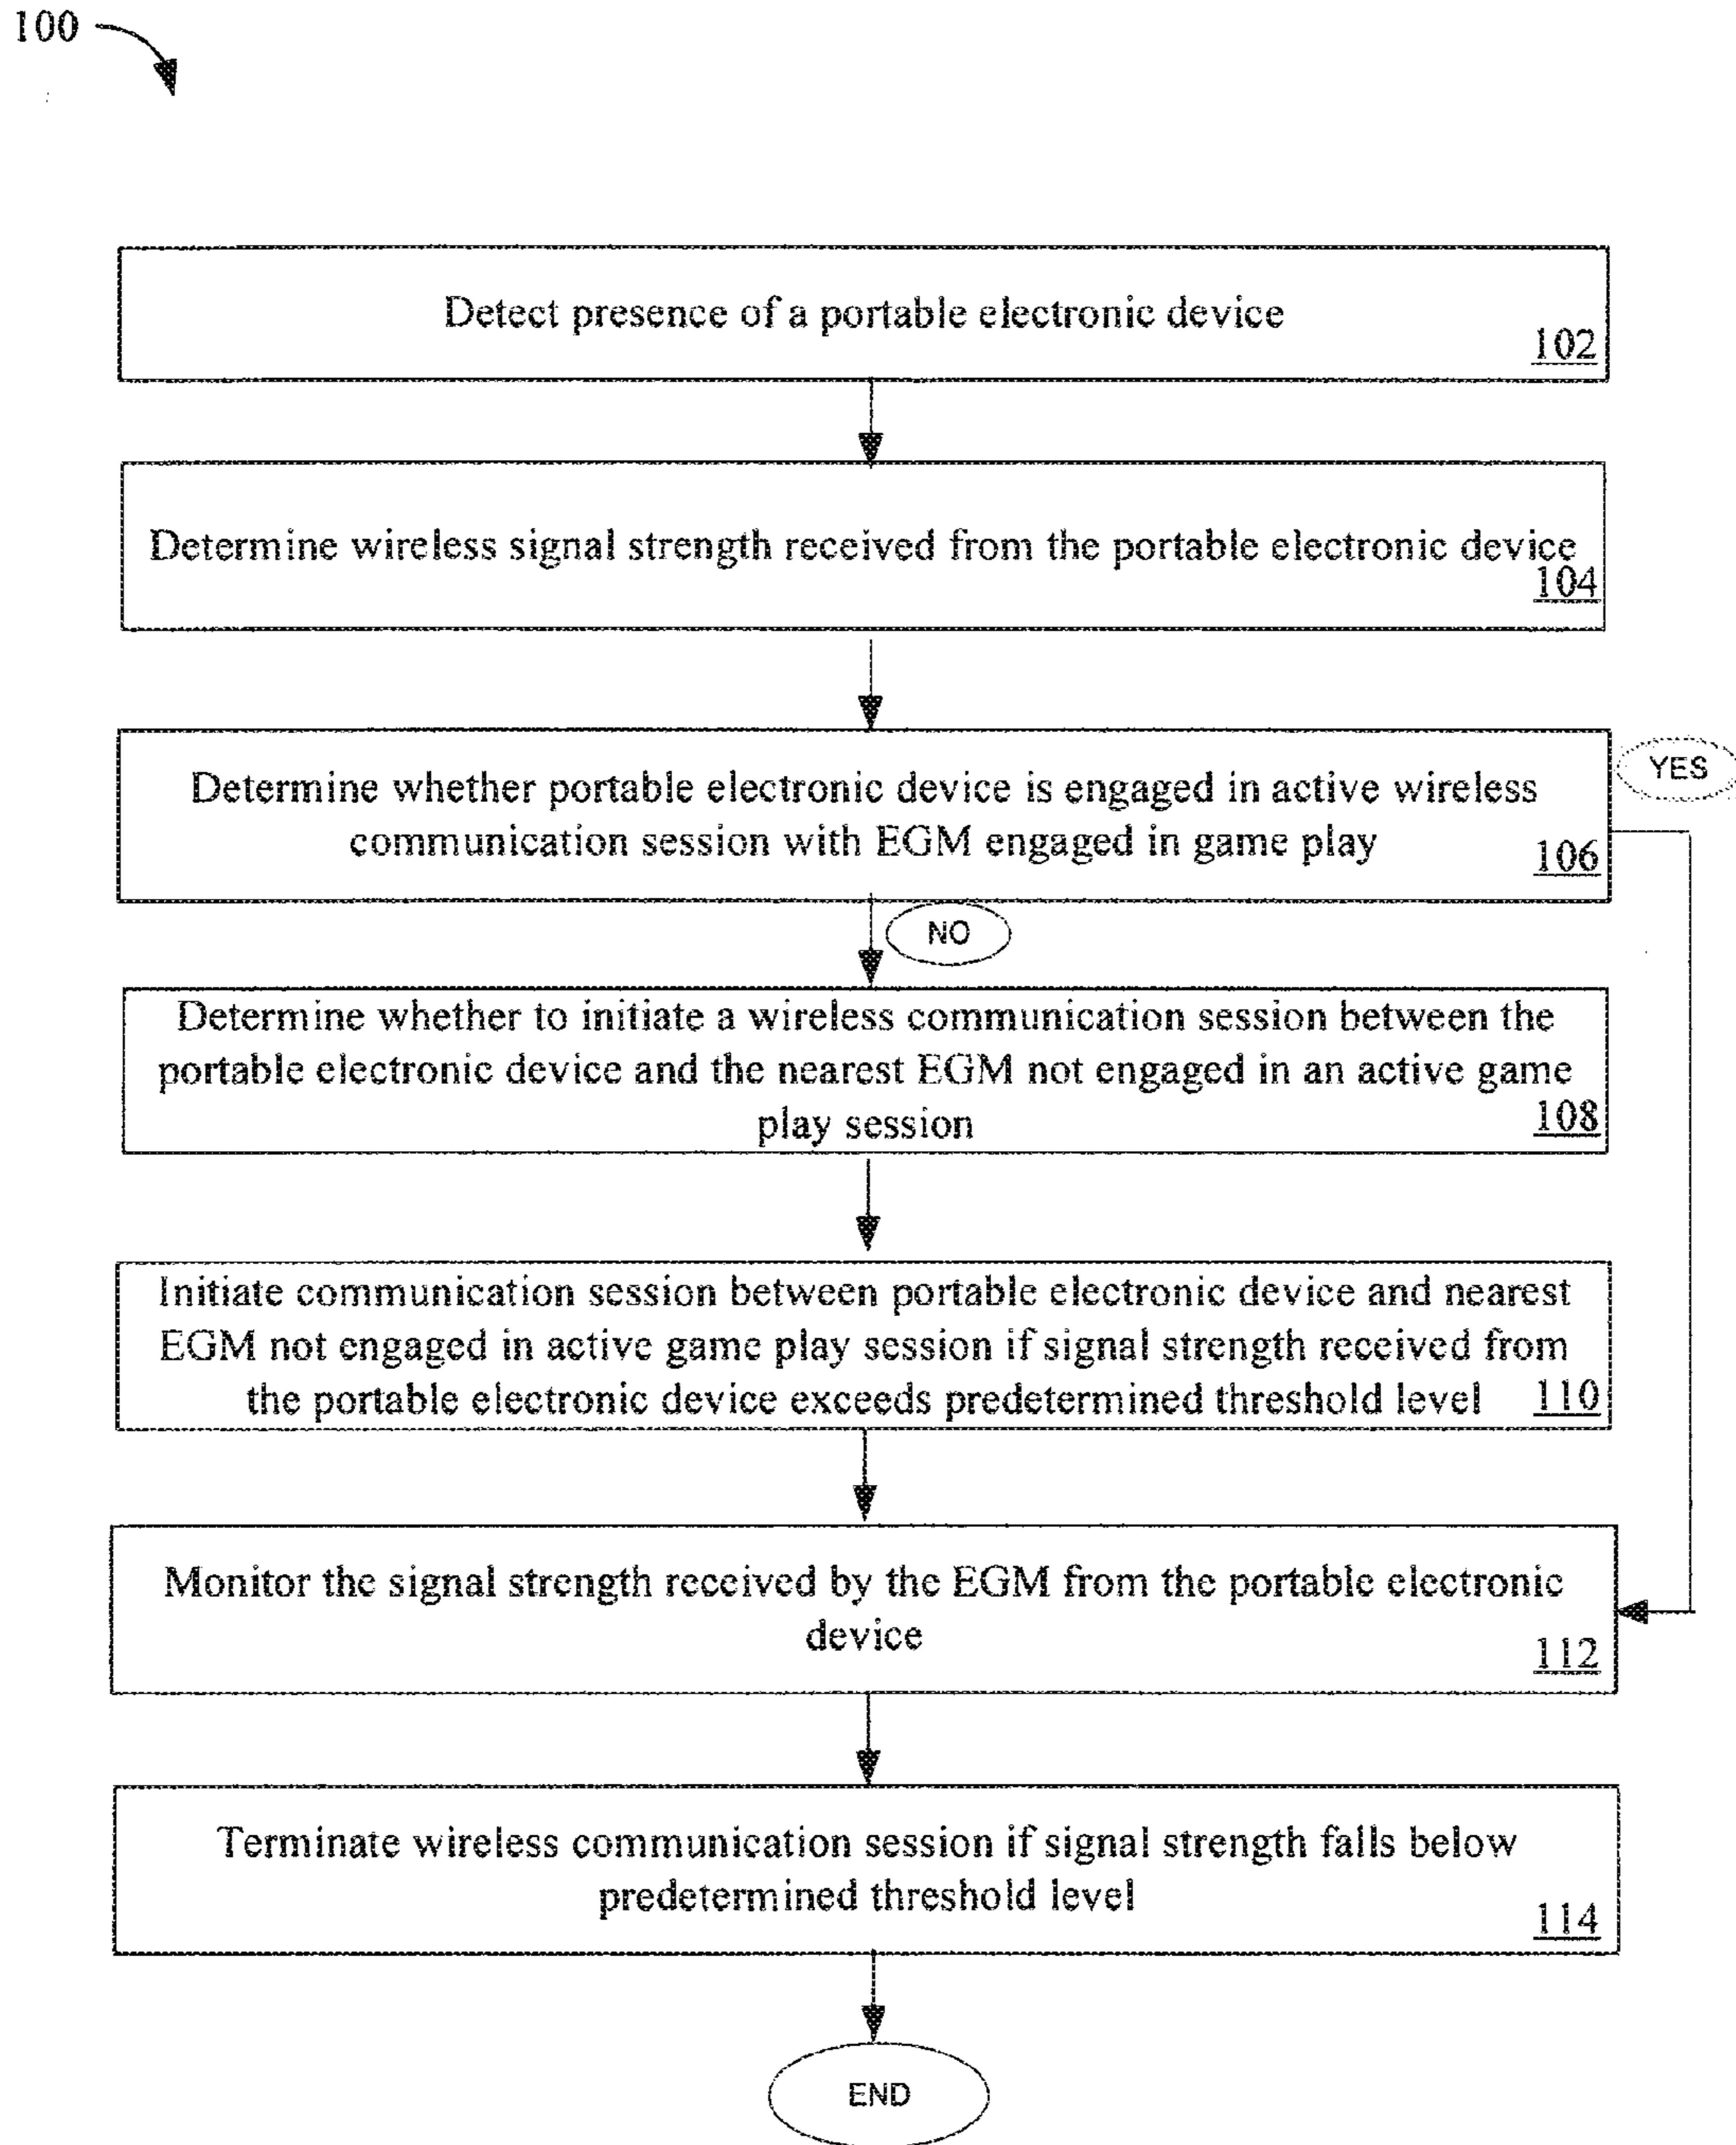 100
Detect presence of a portable electronic device
102
Determine wireless signal strength received from the portable electronic device
104
Determine whether portable electronic device is engaged in active wireless
communication session with EGM engaged in game play
106
YES
NO
Determine whether to initiate a wireless communication session between the
portable electronic device and the nearest EGM not engaged in an active game
play session
108
Initiate communication session between portable electronic device and nearest
EGM not engaged in active game play session if signal strength received from
the portable electronic device exceeds predetermined threshold level
110
Monitor the signal strength received by the EGM from the portable electronic
device
112
Terminate wireless communication session if signal strength falls below
predetermined threshold level
114
END